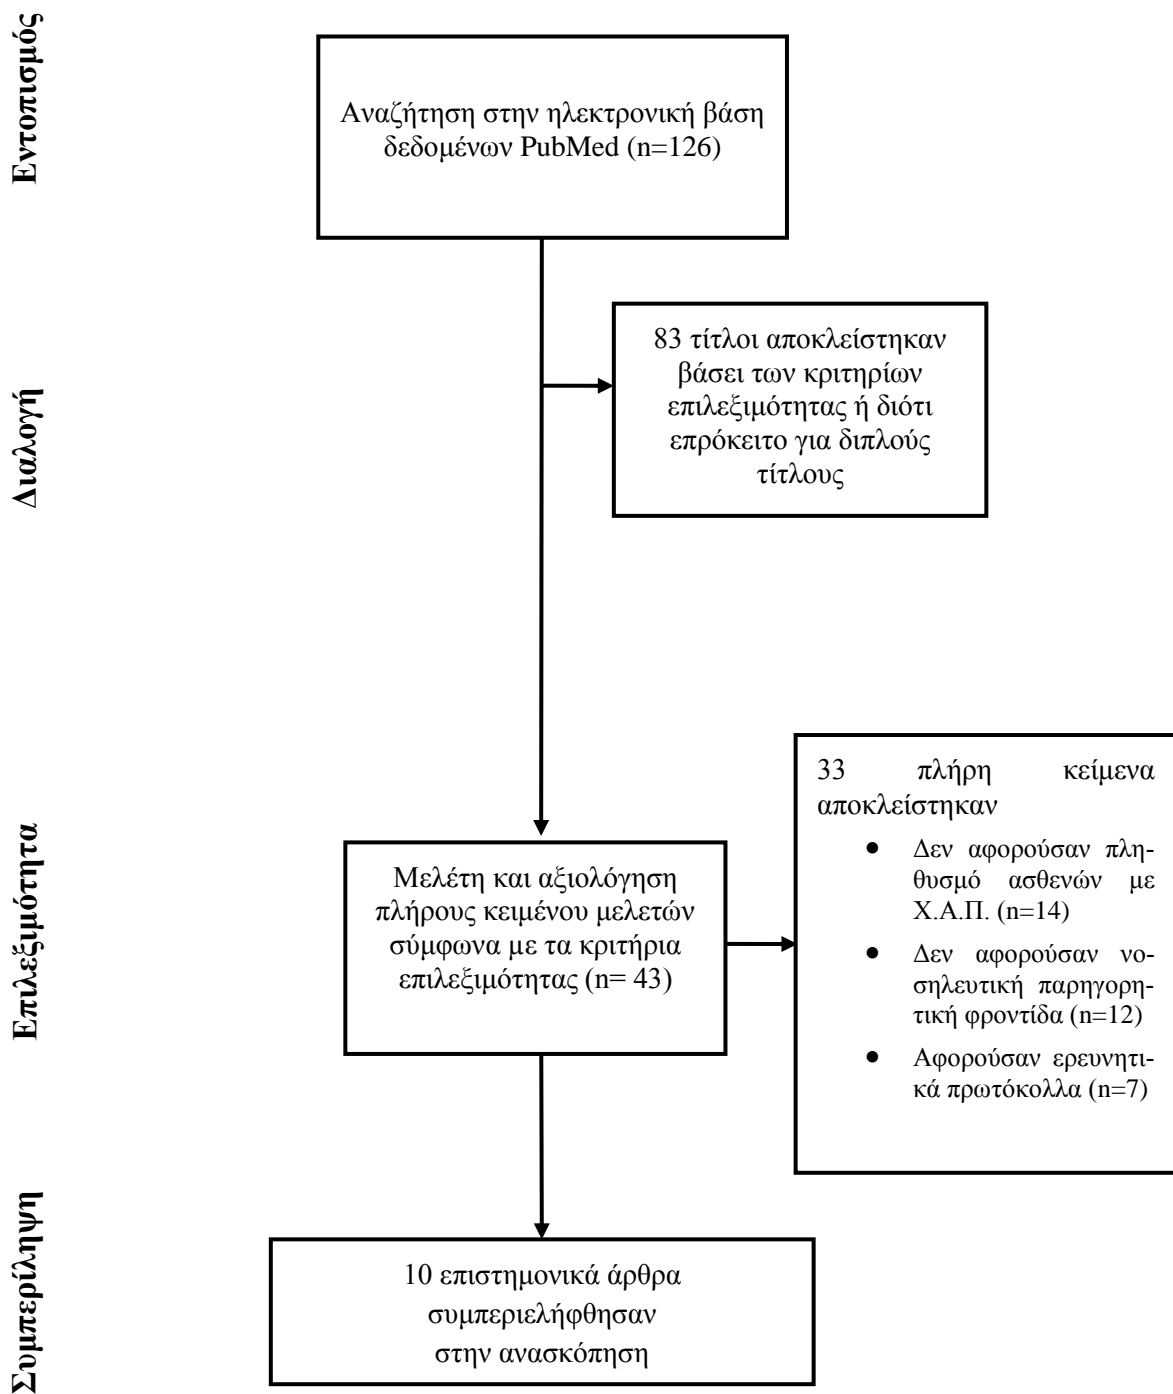 Εντοπισμός
Αναζήτηση στην ηλεκτρονική βάση
δεδομένων PubMed (n=126)
Διαλογή
83 τίτλοι αποκλείστηκαν
βάσει των κριτηρίων
επιλεξιμότητας ή διότι
επρόκειτο για διπλούς
τίτλους
Επιλεξιμότητα
Μελέτη και αξιολόγηση
πλήρους κειμένου μελετών
σύμφωνα με τα κριτήρια
επιλεξιμότητας (n= 43)
33 πλήρη κείμενα
αποκλείστηκαν
● Δεν αφορούσαν πλη-
θυσμό ασθενών με
Χ.Α.Π. (n=14)
● Δεν αφορούσαν νο-
σηλευτική παρηγορη-
τική φροντίδα (n=12)
● Αφορούσαν ερευνητι-
κά πρωτόκολλα (n=7)
Συμπερίληψη
10 επιστημονικά άρθρα
συμπεριελήφθησαν
στην ανασκόπηση